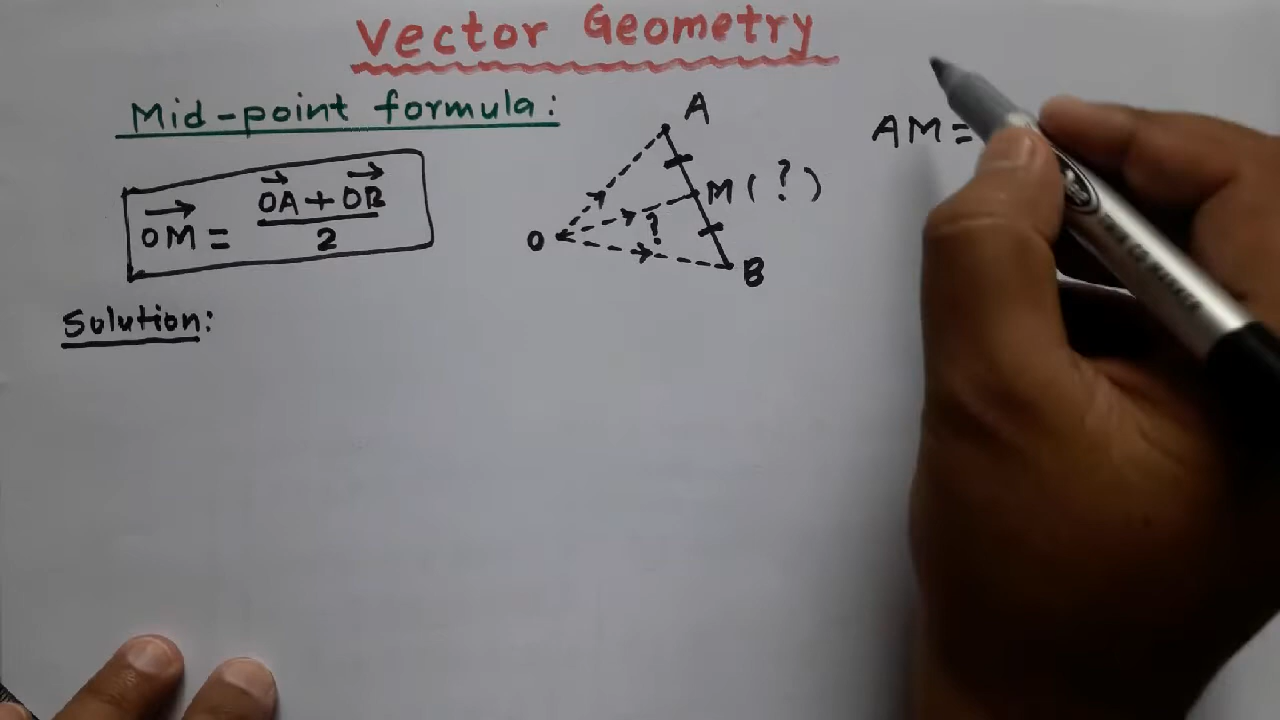 Vector Geometry
Mid-point formula:
OM = OA + OB
2
A
M (?)
?
O
B
AM =
Solution: